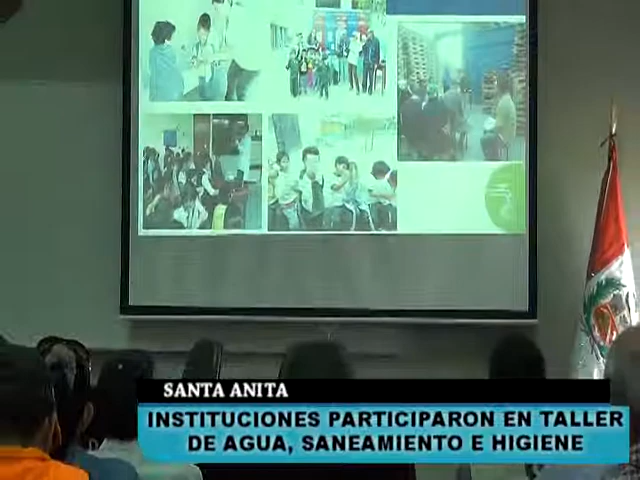 SANTA ANITA
INSTITUCIONES PARTICIPARON EN TALLER
DE AGUA, SANEAMIENTO E HIGIENE